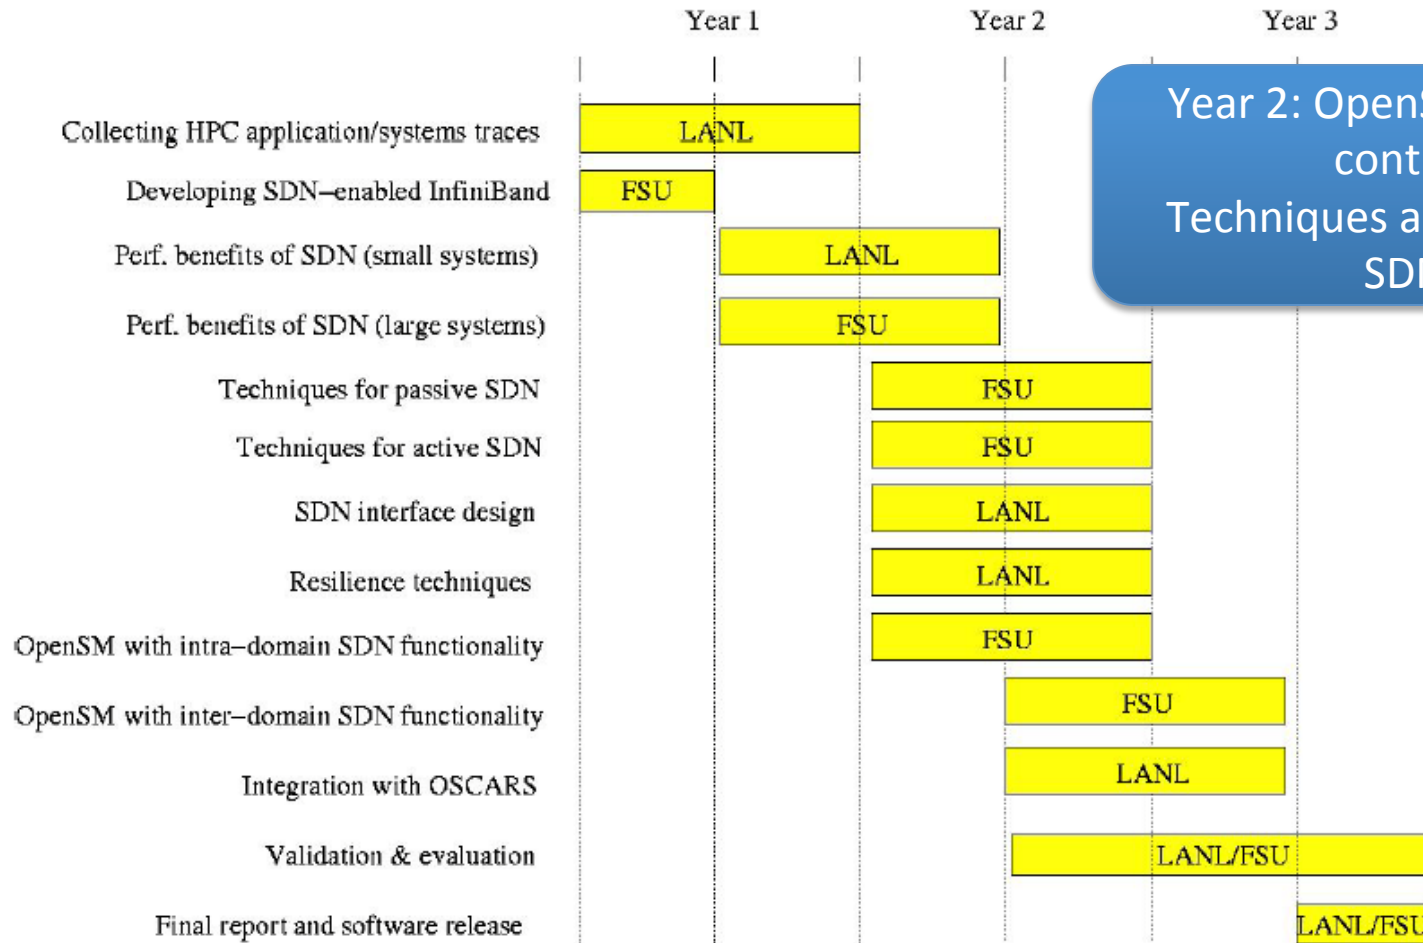 Year 1 Year 2 Year 3
Year 2: OpenS
cont
Techniques a
SD
Collecting HPC application/systems traces LANL
Developing SDN–enabled InfiniBand FSU
Perf. benefits of SDN (small systems) LANL
Perf. benefits of SDN (large systems) FSU
Techniques for passive SDN FSU
Techniques for active SDN FSU
SDN interface design LANL
Resilience techniques LANL
OpenSM with intra–domain SDN functionality FSU
OpenSM with inter–domain SDN functionality FSU
Integration with OSCARS LANL
Validation & evaluation LANL/FSU
Final report and software release LANL/FSU